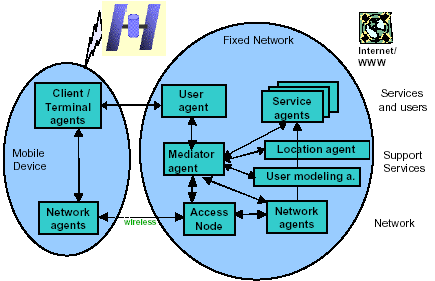 Fixed Network
Internet/
WWW
Client /
Terminal
agents
User
agent
Service
agents
Services
and users
Mobile
Device
Mediator
agent
Location agent
User modeling a.
Support
Services
Network
agents
wireless
Access
Node
Network
agents
Network